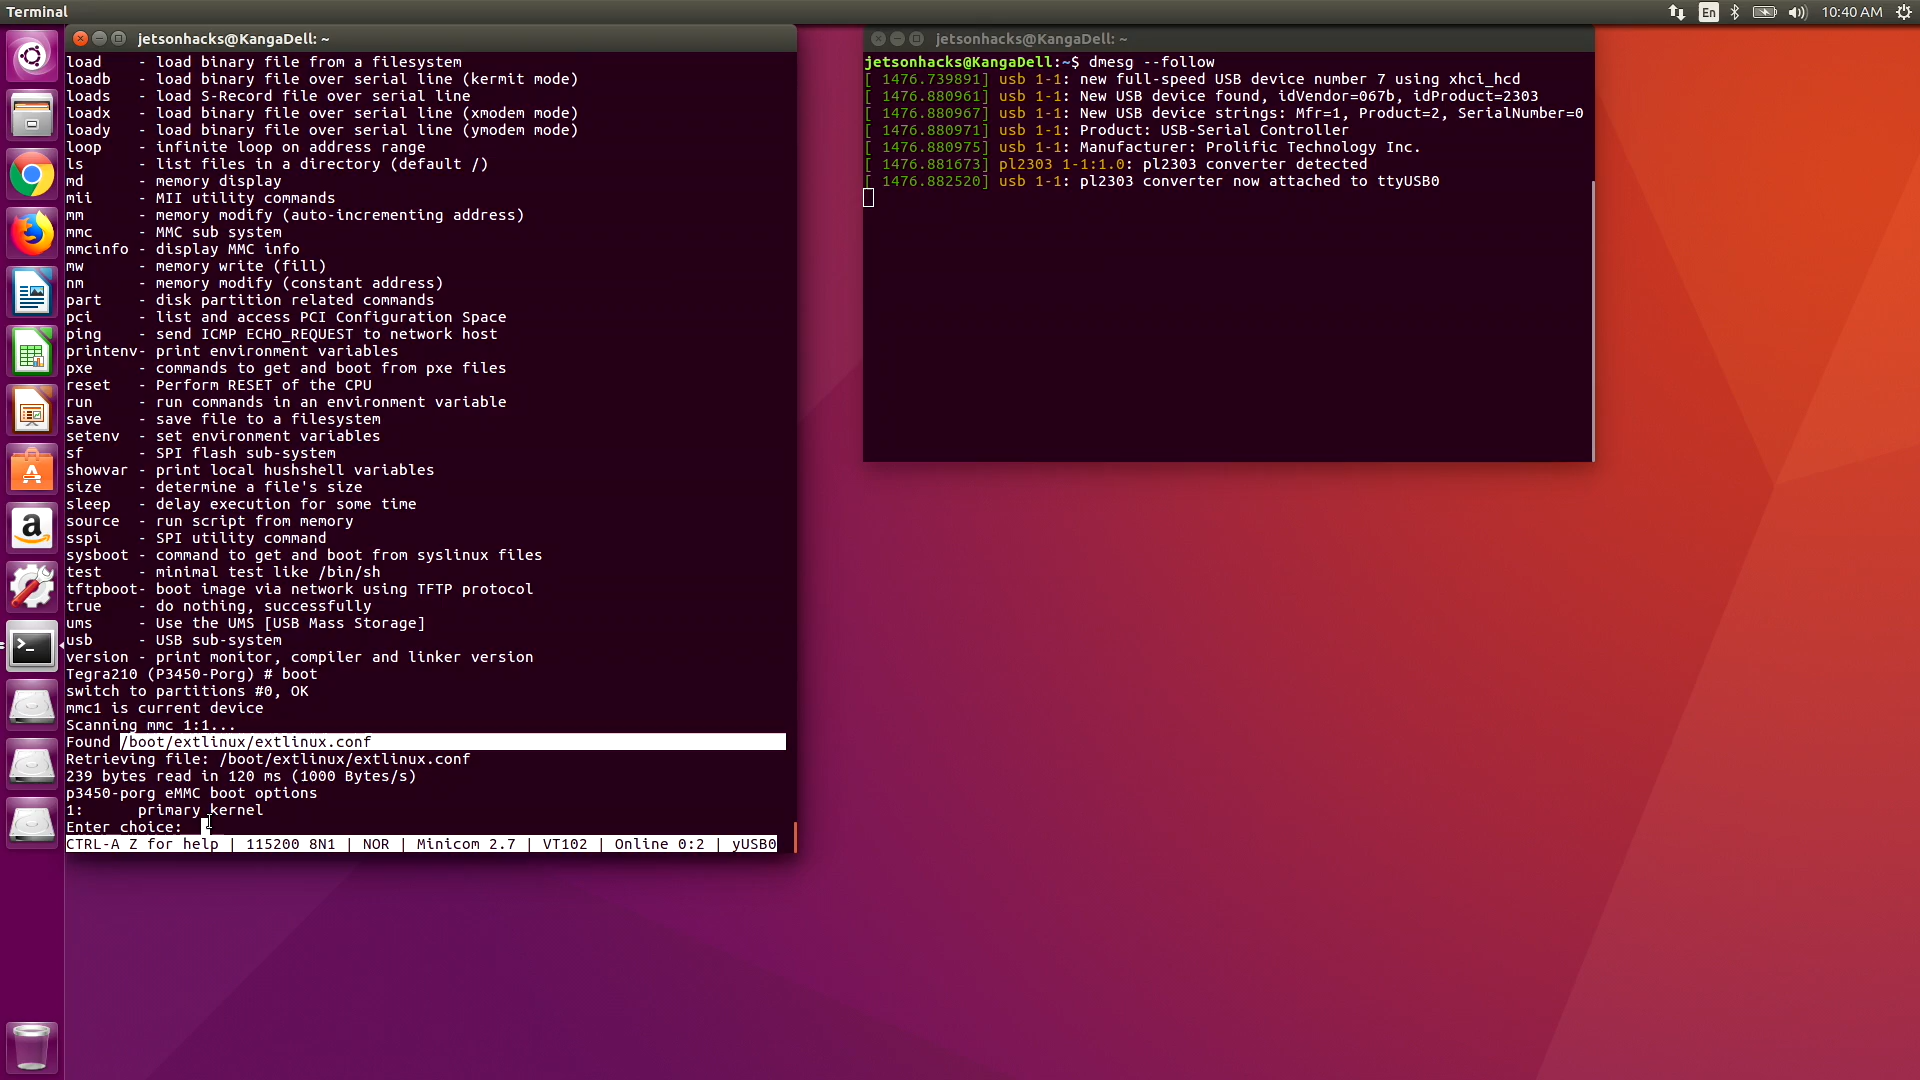 Terminal
En
10:40 AM
jetsonhacks@KangaDell: ~
load    - load binary file from a filesystem
loadb   - load binary file over serial line (kermit mode)
loads   - load S-Record file over serial line
loadx   - load binary file over serial line (xmodem mode)
loady   - load binary file over serial line (ymodem mode)
loop    - infinite loop on address range
ls      - list files in a directory (default /)
md      - memory display
mii     - MII utility commands
mm      - memory modify (auto-incrementing address)
mmc     - MMC sub system
mmcinfo - display MMC info
mw      - memory write (fill)
nm      - memory modify (constant address)
part    - disk partition related commands
pci     - list and access PCI Configuration Space
ping    - send ICMP ECHO_REQUEST to network host
printenv- print environment variables
pxe     - commands to get and boot from pxe files
reset   - Perform RESET of the CPU
run     - run commands in an environment variable
save    - save file to a filesystem
setenv  - set environment variables
sf      - SPI flash sub-system
showvar - print local hushshell variables
size    - determine a file's size
sleep   - delay execution for some time
source  - run script from memory
sspi    - SPI utility command
sysboot - command to get and boot from syslinux files
test    - minimal test like /bin/sh
tftpboot- boot image via network using TFTP protocol
true    - do nothing, successfully
ums     - Use the UMS [USB Mass Storage]
usb     - USB sub-system
version - print monitor, compiler and linker version
Tegra210 (P3450-Porg) # boot
switch to partitions #0, OK
mmc1 is current device
Scanning mmc 1:1...
Found /boot/extlinux/extlinux.conf
Retrieving file: /boot/extlinux/extlinux.conf
239 bytes read in 120 ms (1000 Bytes/s)
p3450-porg eMMC boot options
1:      primary kernel
Enter choice:
CTRL-A Z for help | 115200 8N1 | NOR | Minicom 2.7 | VT102 | Online 0:2 | yUSB0
jetsonhacks@KangaDell: ~
jetsonhacks@KangaDell:~$ dmesg --follow
[ 1476.739891] usb 1-1: new full-speed USB device number 7 using xhci_hcd
[ 1476.880961] usb 1-1: New USB device found, idVendor=067b, idProduct=2303
[ 1476.880967] usb 1-1: New USB device strings: Mfr=1, Product=2, SerialNumber=0
[ 1476.880971] usb 1-1: Product: USB-Serial Controller
[ 1476.880975] usb 1-1: Manufacturer: Prolific Technology Inc.
[ 1476.881673] pl2303 1-1:1.0: pl2303 converter detected
[ 1476.882520] usb 1-1: pl2303 converter now attached to ttyUSB0